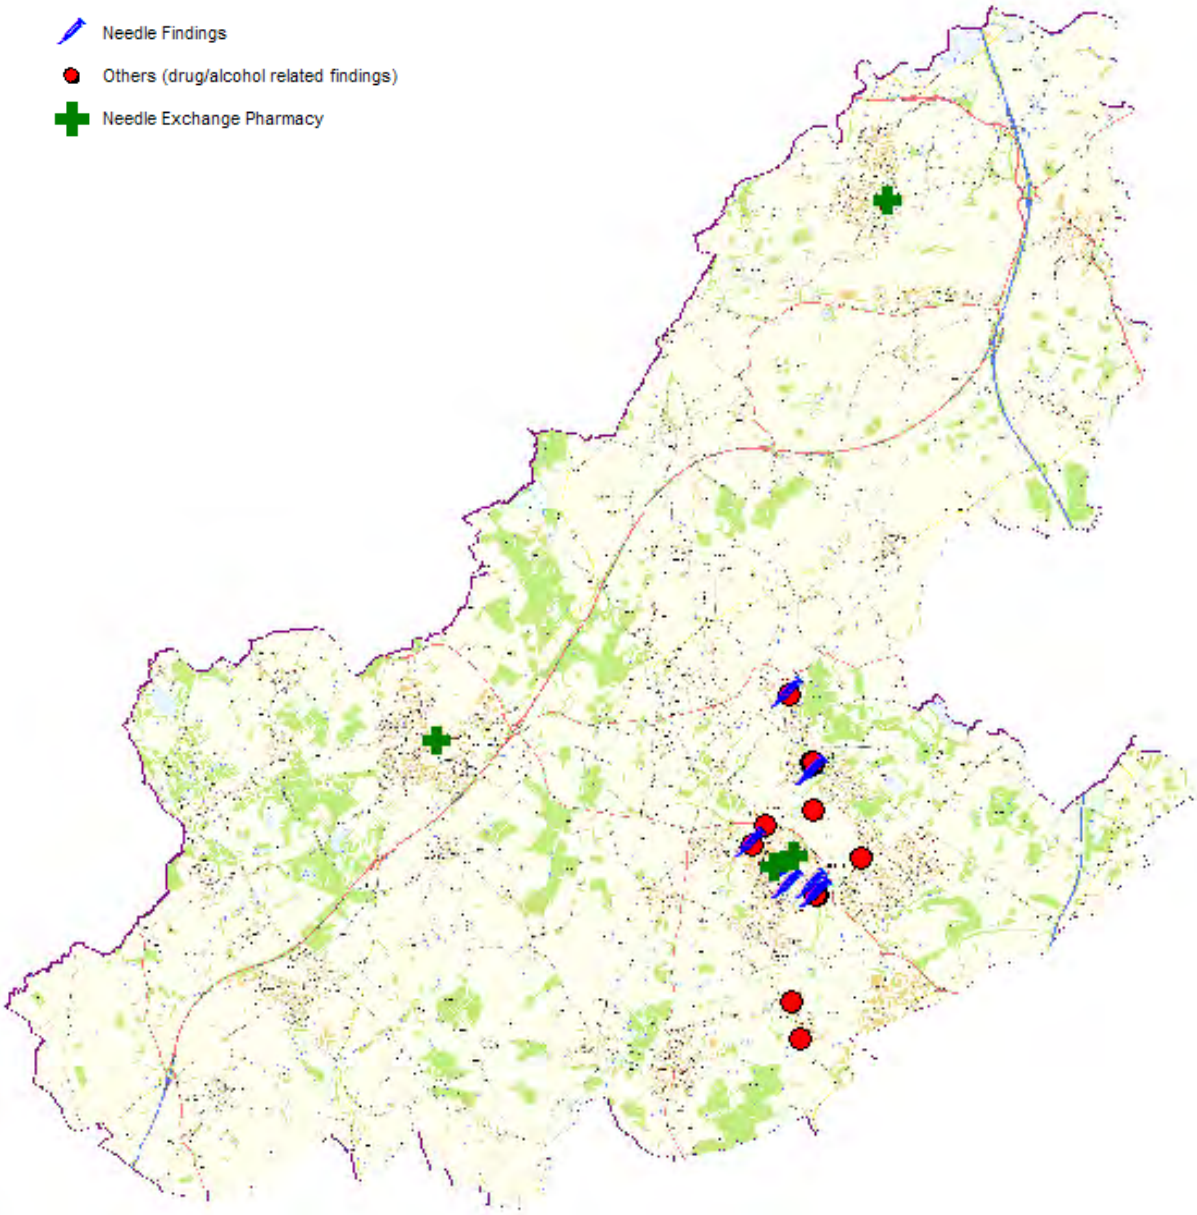 Needle Findings
Others (drug/alcohol related findings)
Needle Exchange Pharmacy